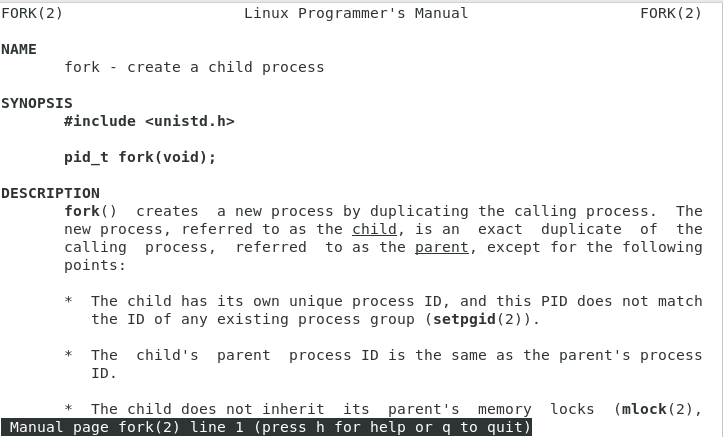 FORK(2) Linux Programmer's Manual FORK(2)
NAME
fork - create a child process
SYNOPSIS
#include <unistd.h>
pid_t fork(void);
DESCRIPTION
fork() creates a new process by duplicating the calling process. The
new process, referred to as the child, is an exact duplicate of the
calling process, referred to as the parent, except for the following
points:
* The child has its own unique process ID, and this PID does not match
the ID of any existing process group (setpgid(2)).
* The child's parent process ID is the same as the parent's process
ID.
* The child does not inherit its parent's memory locks (mlock(2),
Manual page fork(2) line 1 (press h for help or q to quit)